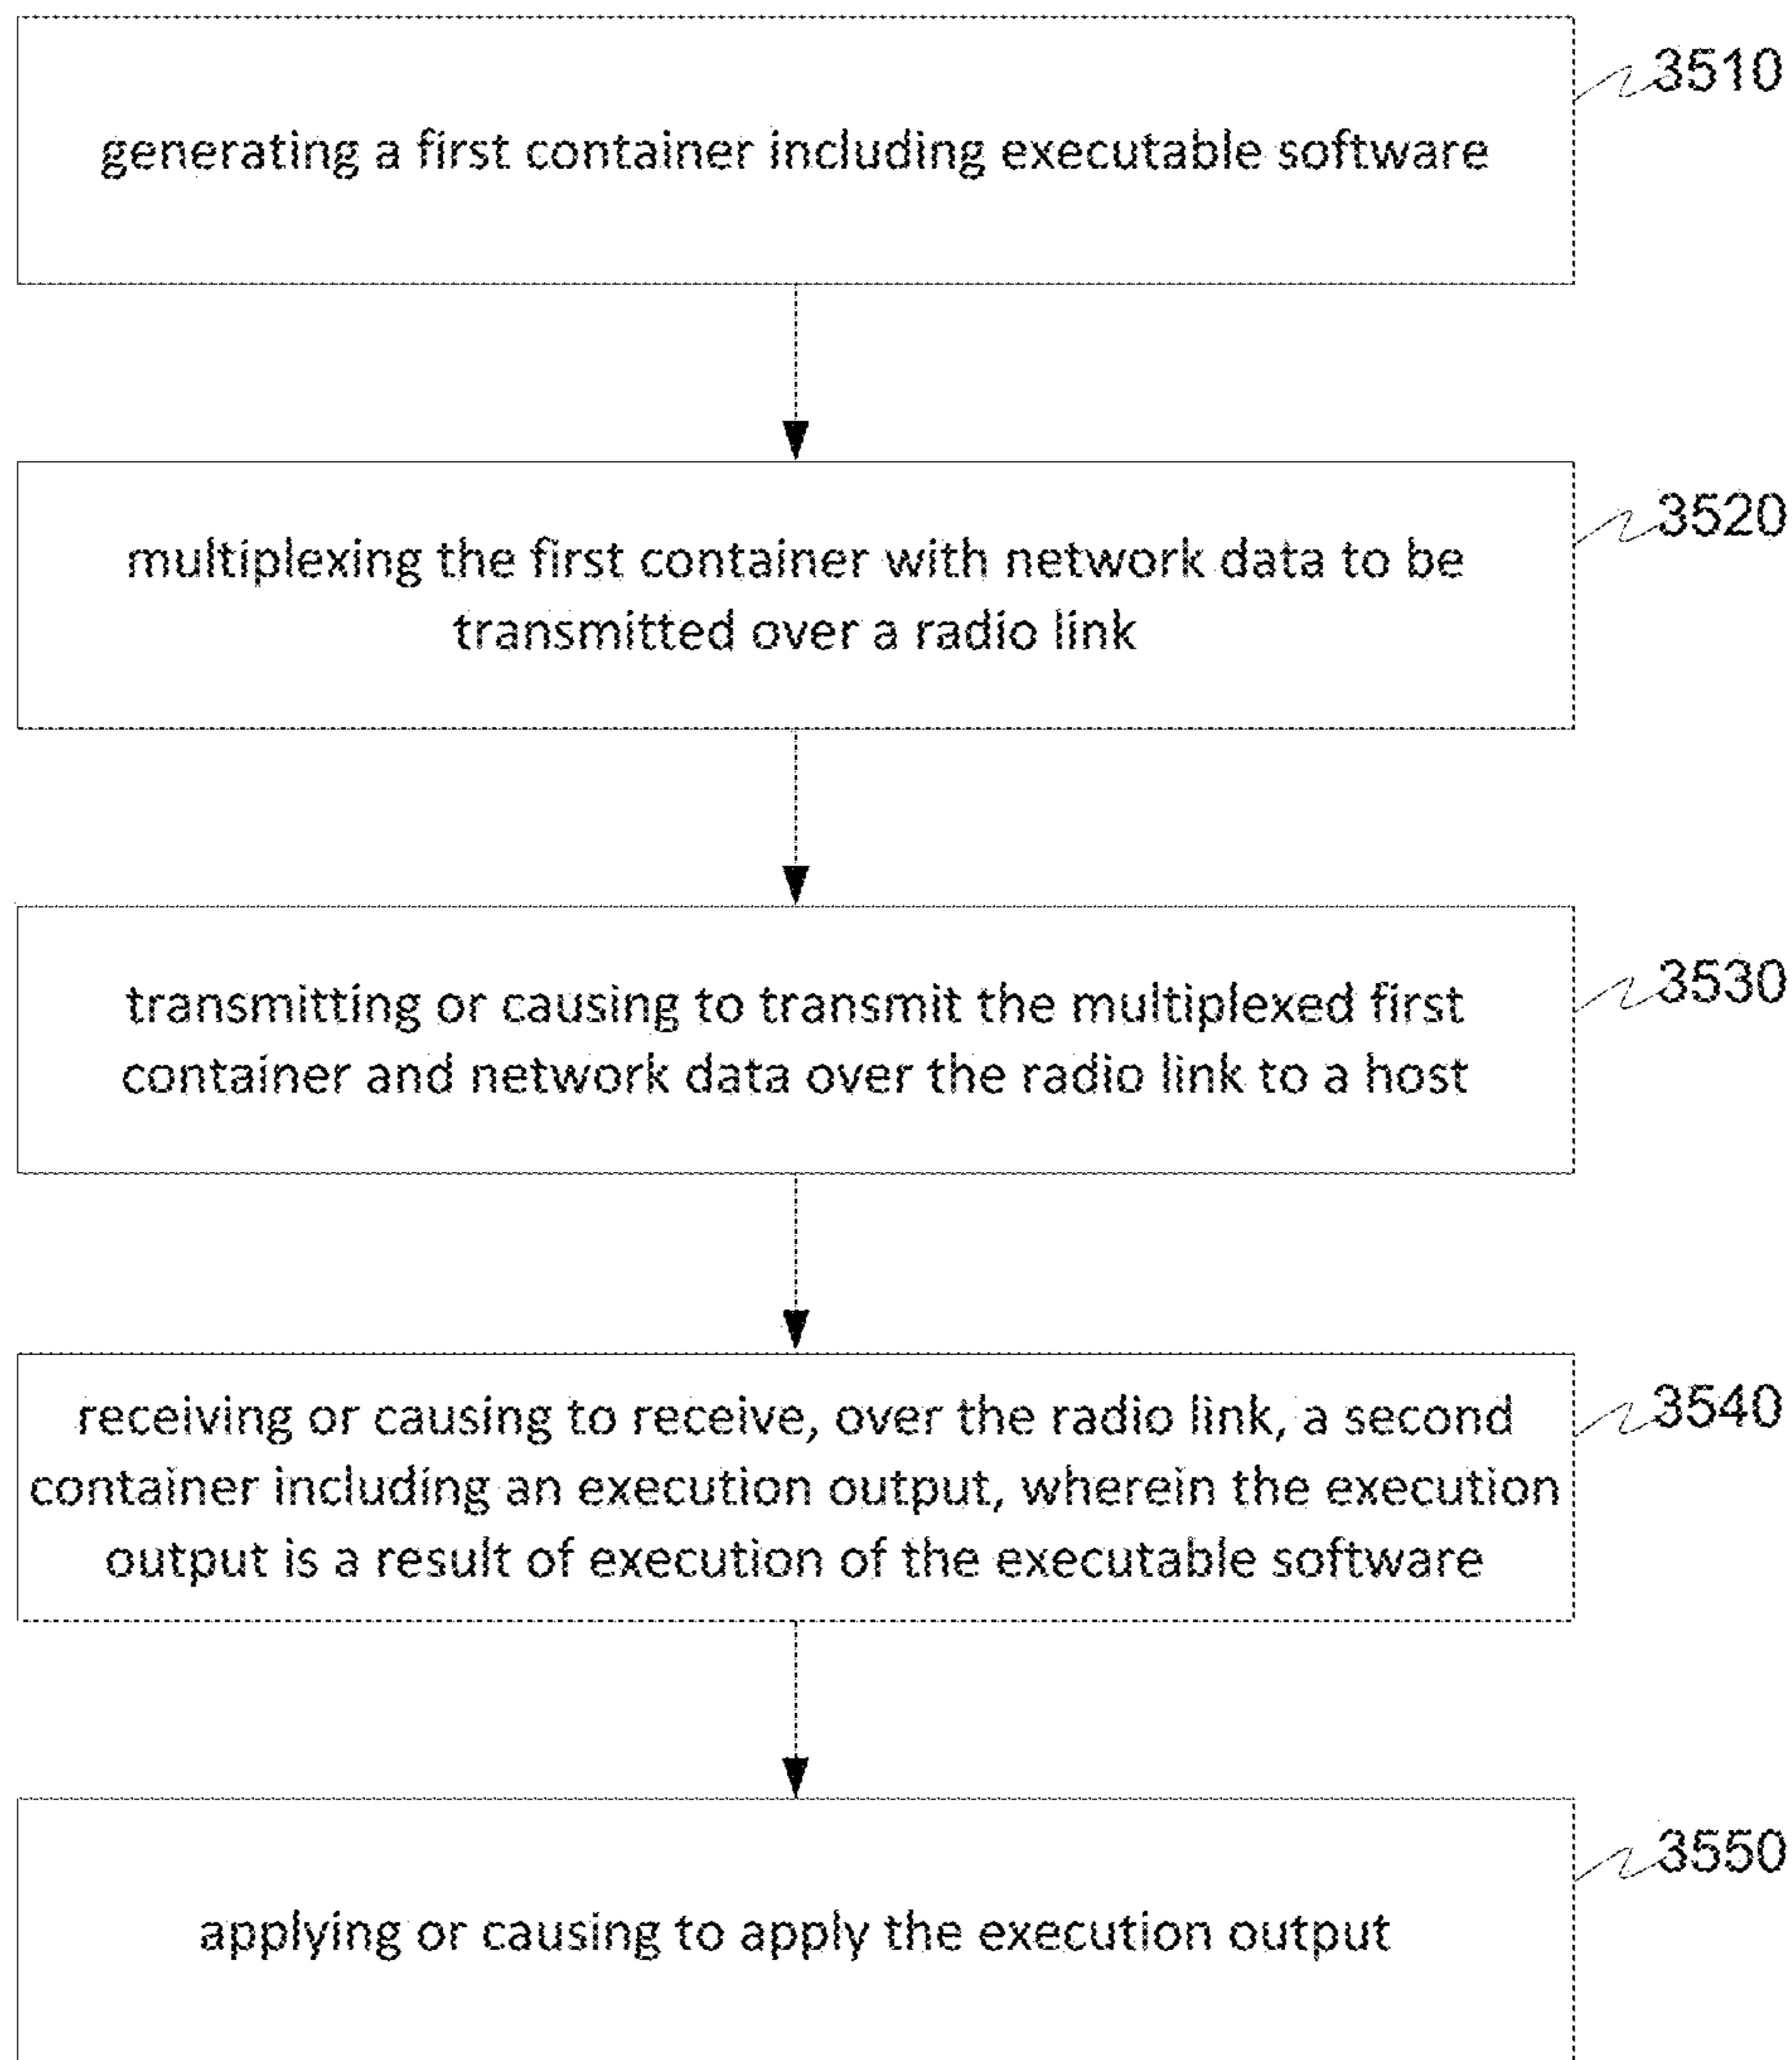 3510
generating a first container including executable software
3520
multiplexing the first container with network data to be
transmitted over a radio link
3530
transmitting or causing to transmit the multiplexed first
container and network data over the radio link to a host
3540
receiving or causing to receive, over the radio link, a second
container including an execution output, wherein the execution
output is a result of execution of the executable software
3550
applying or causing to apply the execution output